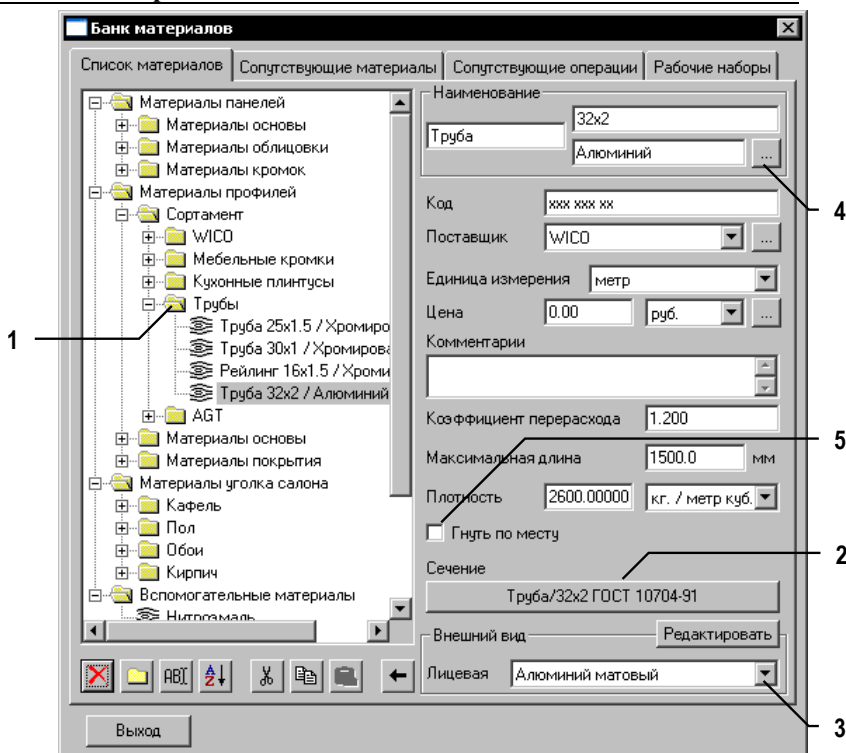 Банк материалов
Список материалов Сопутствующие материалы Сопутствующие операции Рабочие наборы
Материалы панелей
Материалы основы
Материалы облицовки
Материалы кромок
Материалы профилей
Сортамент
WICO
Мебельные кромки
Кухонные плинтусы
Трубы
Труба 25x1.5 / Хромиро
Труба 30x1 / Хромирова
Рейлинг 16x1.5 / Хроми
Труба 32x2 / Алюминий
AGT
Материалы основы
Материалы покрытия
Материалы уголка салона
Кафель
Пол
Обои
Кирпич
Вспомогательные материалы
Нитроэмаль
Наименование
Труба
32x2
Алюминий ...
Код xxx xxx xx
Поставщик WICO ...
Единица измерения метр
Цена 0.00 руб. ...
Комментарии
Коэффициент перерасхода 1.200
Максимальная длина 1500.0 мм
Плотность 2600.00000 кг. / метр куб.
Гнуть по месту
Сечение
Труба/32x2 ГОСТ 10704-91
Внешний вид Редактировать
Лицевая Алюминий матовый
ABI AZ
Выход
1
4
5
2
3